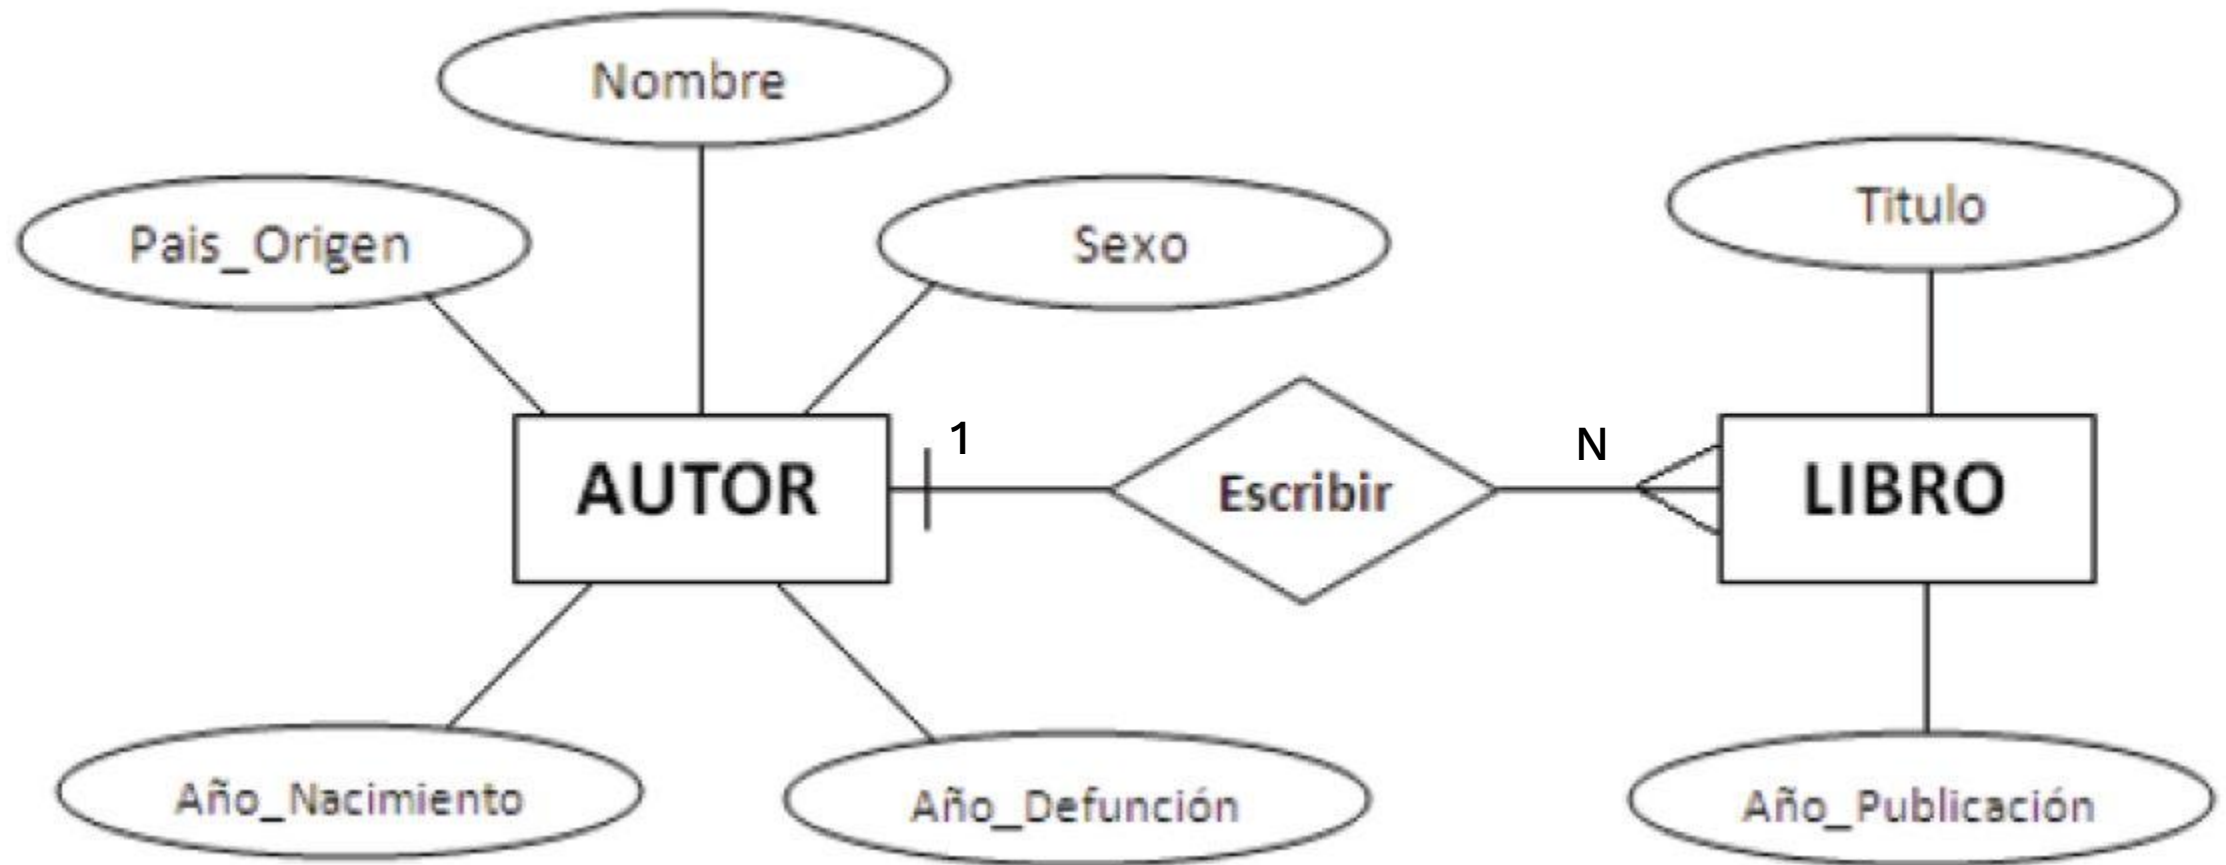 Nombre
Pais_Origen
Sexo
Titulo
AUTOR
1
Escribir
N
LIBRO
Año_Nacimiento
Año_Defunción
Año_Publicación